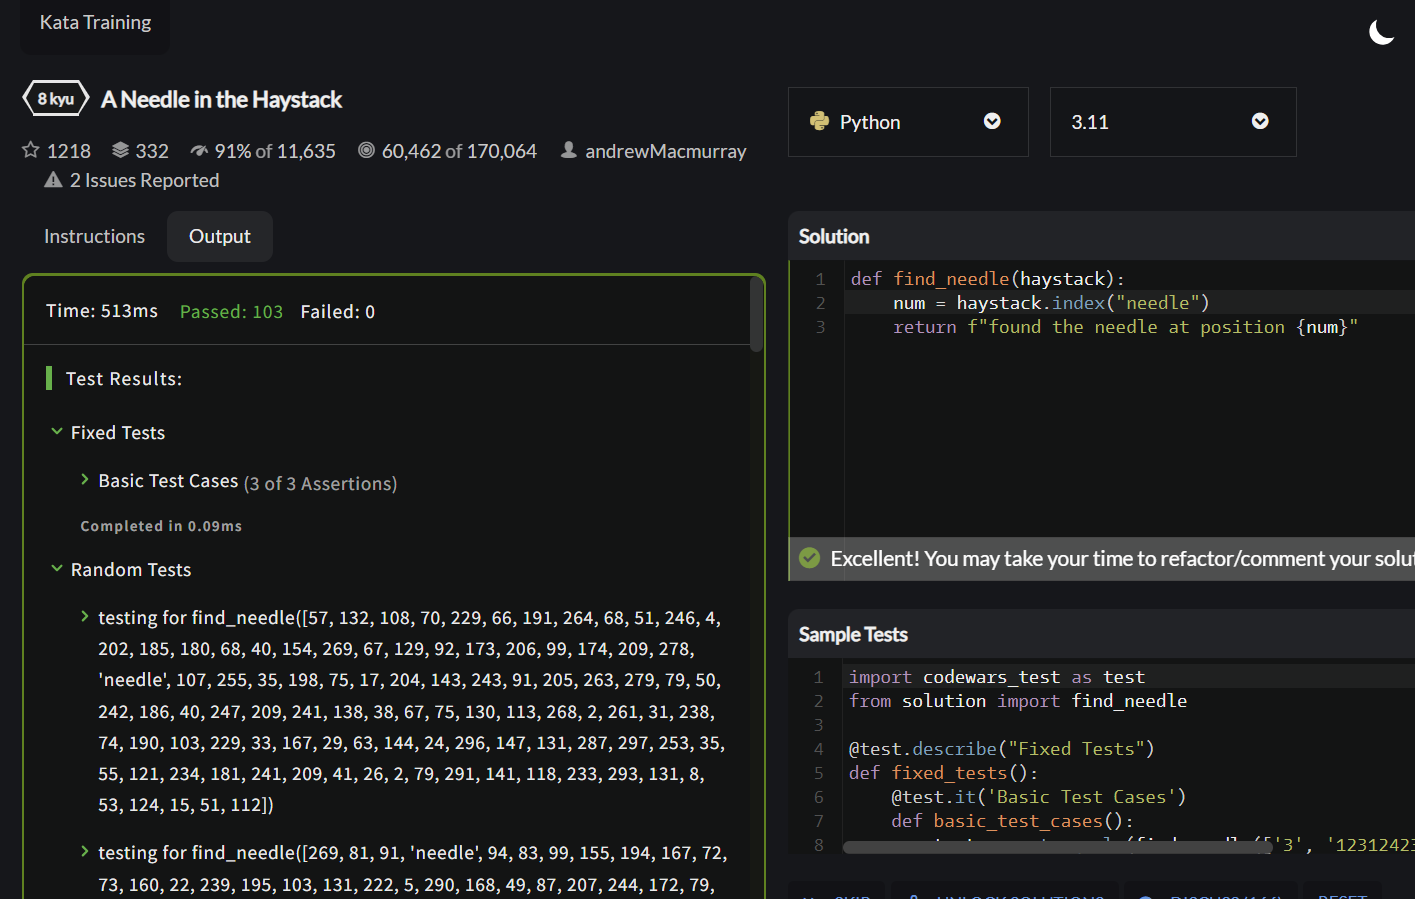 Kata Training
8 kyu A Needle in the Haystack
1218 332 91% of 11,635 60,462 of 170,064 andrewMacmurray
2 Issues Reported
Instructions Output
Time: 513ms Passed: 103 Failed: 0
Test Results:
Fixed Tests
Basic Test Cases (3 of 3 Assertions)
Completed in 0.09ms
Random Tests
testing for find_needle([57, 132, 108, 70, 229, 66, 191, 264, 68, 51, 246, 4,
202, 185, 180, 68, 40, 154, 269, 67, 129, 92, 173, 206, 99, 174, 209, 278,
'needle', 107, 255, 35, 198, 75, 17, 204, 143, 243, 91, 205, 263, 279, 79, 50,
242, 186, 40, 247, 209, 241, 138, 38, 67, 75, 130, 113, 268, 2, 261, 31, 238,
74, 190, 103, 229, 33, 167, 29, 63, 144, 24, 296, 147, 131, 287, 297, 253, 35,
55, 121, 234, 181, 241, 209, 41, 26, 2, 79, 291, 141, 118, 233, 293, 131, 8,
53, 124, 15, 51, 112])
testing for find_needle([269, 81, 91, 'needle', 94, 83, 99, 155, 194, 167, 72,
73, 160, 22, 239, 195, 103, 131, 222, 5, 290, 168, 49, 87, 207, 244, 172, 79,
Python 3.11
Solution
1 def find_needle(haystack):
2 num = haystack.index("needle")
3 return f"found the needle at position {num}"
Excellent! You may take your time to refactor/comment your solut
Sample Tests
1 import codewars_test as test
2 from solution import find_needle
3
4 @test.describe("Fixed Tests")
5 def fixed_tests():
6 @test.it('Basic Test Cases')
7 def basic_test_cases():
8 '3', '12312423
SKIP UNLOCK SOLUTIONS DISCUSS RESET